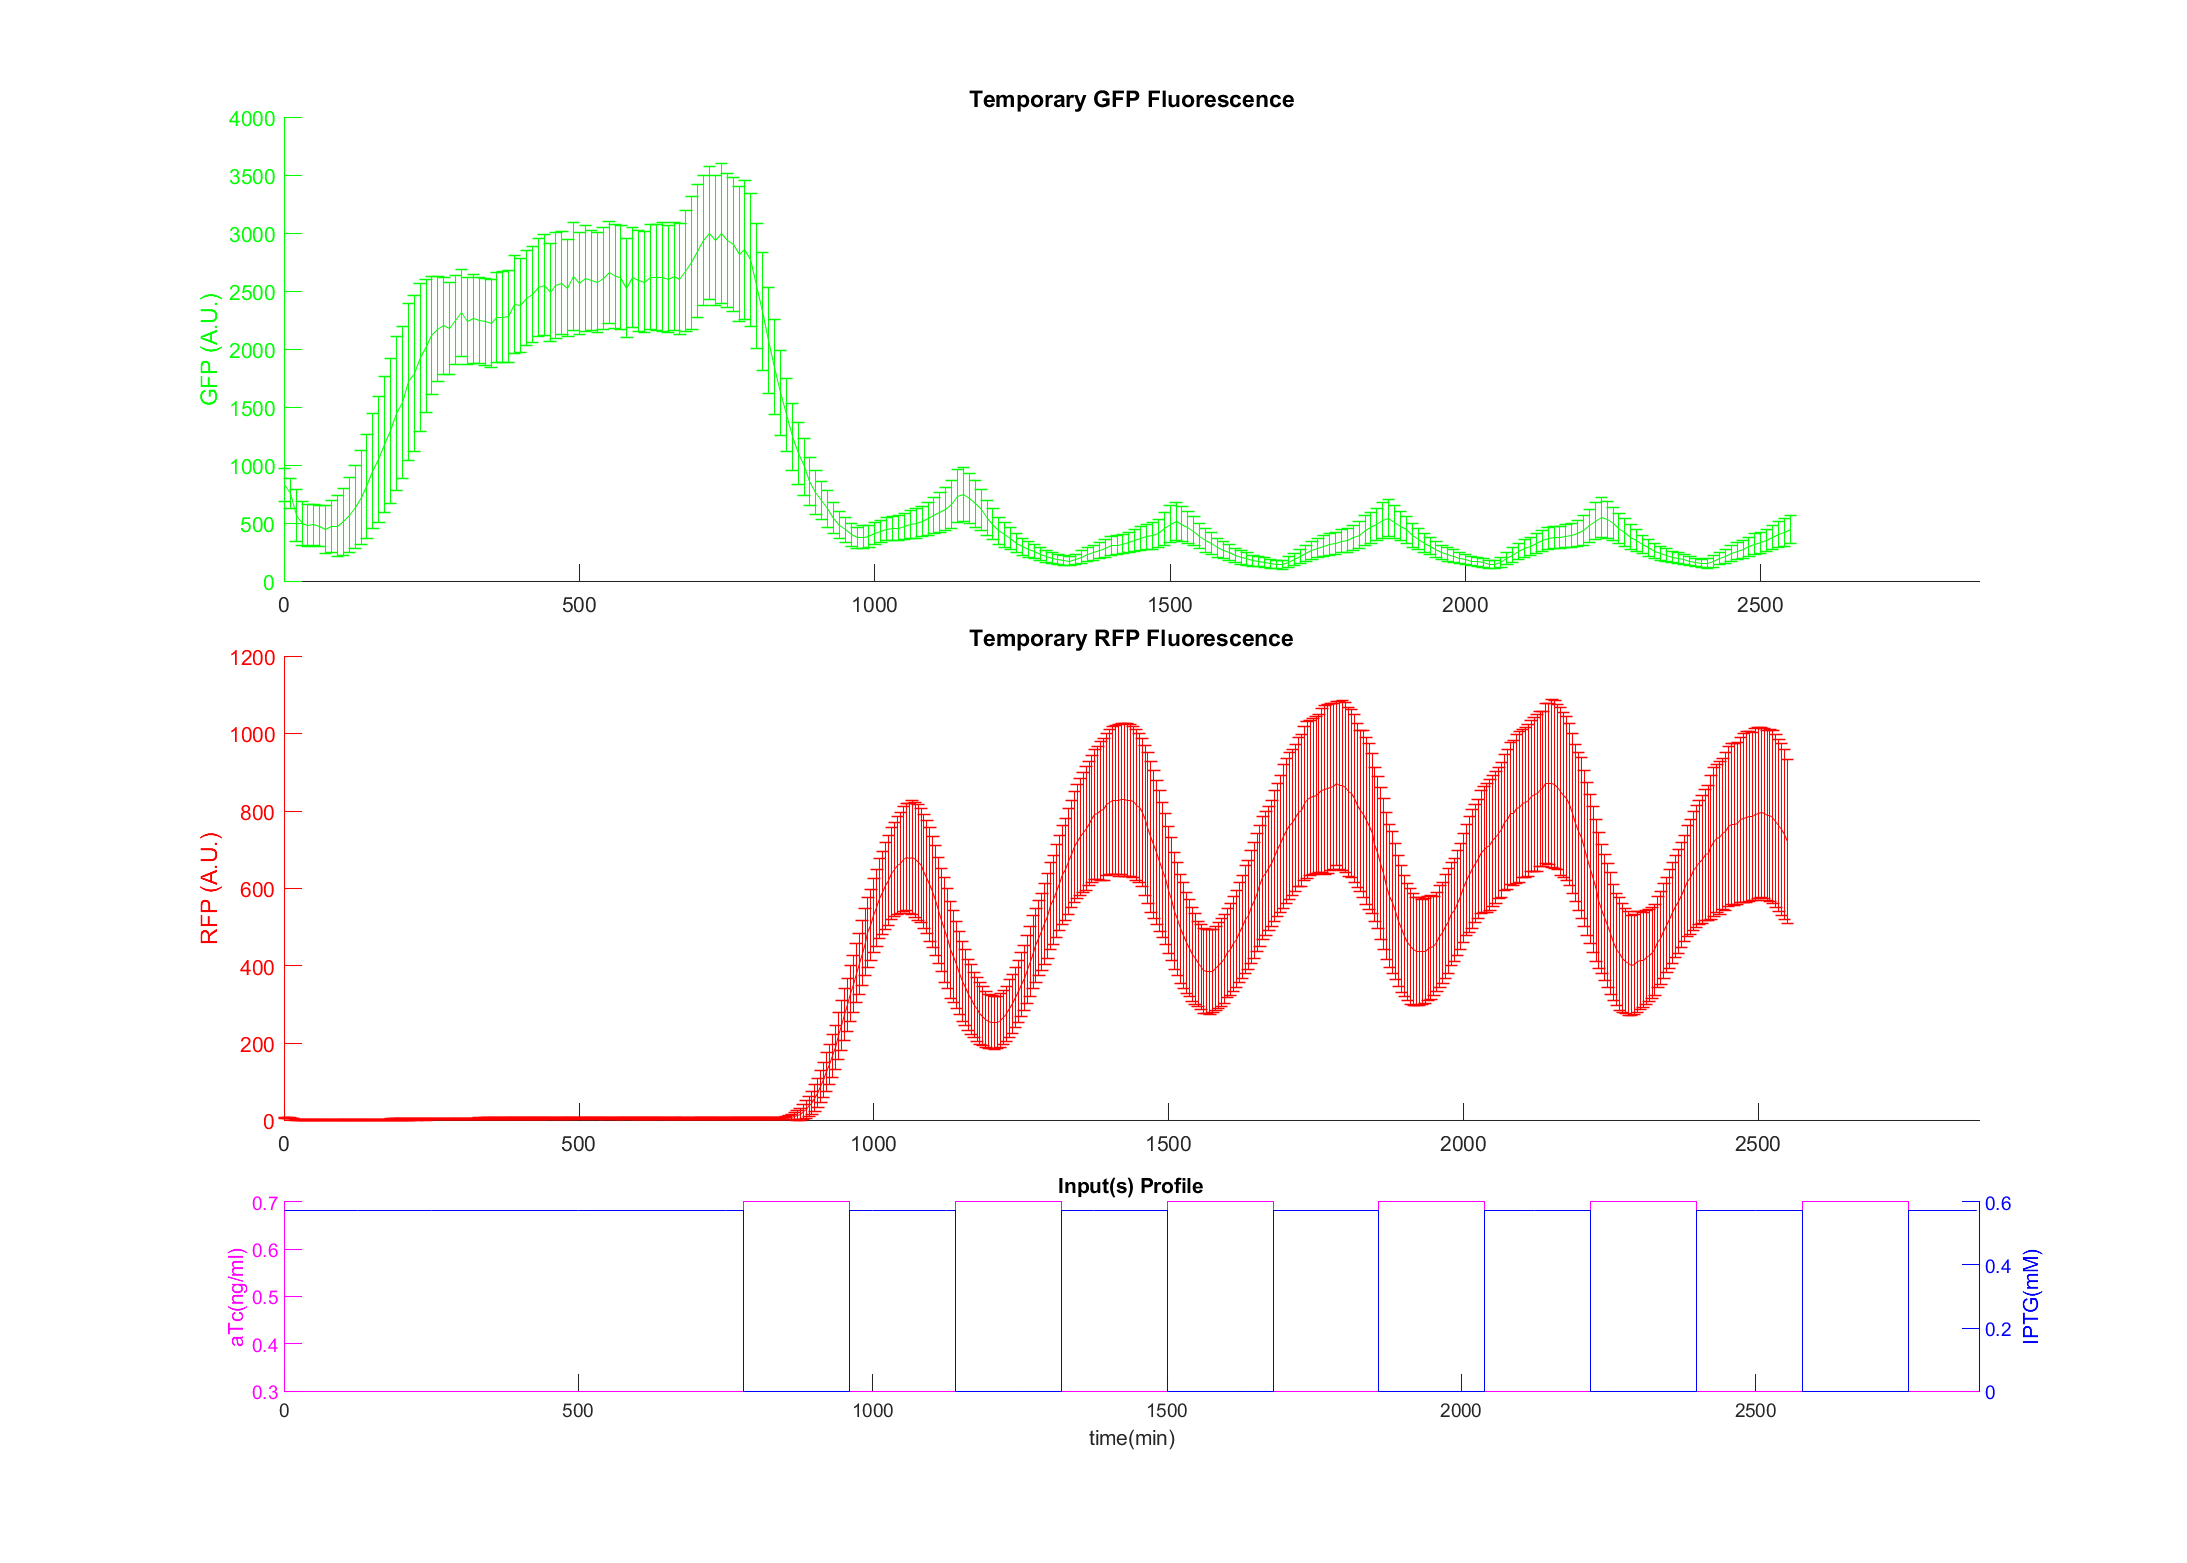 Temporary GFP Fluorescence
4000
3500
3000
2500
2000
1500
1000
500
0
GFP (A.U.)
0 500 1000 1500 2000 2500
Temporary RFP Fluorescence
1200
1000
800
600
400
200
0
RFP (A.U.)
0 500 1000 1500 2000 2500
Input(s) Profile
0.7
0.6
0.5
0.4
0.3
aTc(ng/ml)
0.6
0.4
0.2
0
IPTG(mM)
0 500 1000 1500 2000 2500
time(min)